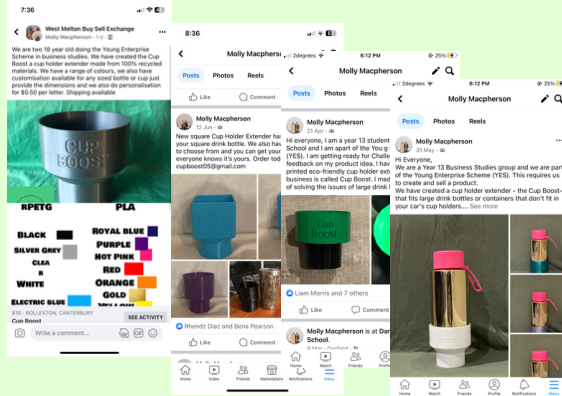 7:36
West Melton Buy Sell Exchange
Molly Macpherson · 1 d ·
We are two 18 year old doing the Young Enterprise
Scheme in business studies. We have created the Cup
Boost a cup holder extender made from 100% recycled
materials. We have a range of colours, we also have
customisation available for any sized bottle or cup just
provide the dimensions and we also do personalisation
for $0.50 per letter. Shipping available
CUP
BOOST
RPETG
PLA
BLACK
SILVER GREY
CLEA
R
WHITE
ELECTRIC BLUE
ROYAL BLUE
PURPLE
HOT PINK
RED
ORANGE
GOLD
YELLOW
$30 · ROLLESTON, CANTERBURY
Cup Boost
SEE ACTIVITY
Write a comment...
GIF
8:36
Molly Macphers
Posts
Photos
Reels
Like
Comment
Molly Macpherson
12 Jun ·
New square Cup Holder Extender ha
your square drink bottle. We also hav
to choose from and you can get your
everyone knows it's yours. Order tod
cupboost05@gmail.com
Rhendz Diaz and Bena Pearson
Like
Comment
Home
Video
Friends
Marketplace
Notifications
Menu
2degrees
6:12 PM
25%
Molly Macpherson
Posts
Photos
Reels
Molly Macpherson
21 Apr ·
Hi everyone, I am a year 13 student
School and I am apart of the You
(YES). I am getting ready for Challe
feedback on my product idea. I hav
printed eco-friendly cup holder exte
business is called Cup Boost. I mad
of solving the issues of large drink
CUP
BOOST
Liam Morris and 7 others
Like
Comment
Molly Macpherson is at Dar
School.
Home
Watch
Friends
2degrees
6:12 PM
25%
Molly Macpherson
Posts
Photos
Reels
Molly Macpherson
31 May ·
Hi Everyone,
We are a Year 13 Business Studies group and we are part
of the Young Enterprise Scheme (YES). This requires us
to create and sell a product.
We have created a cup holder extender - the Cup Boost-
that fits large drink bottles or containers that don't fit in
your car's cup holders.... See more
Home
Watch
Friends
Profile
Notifications
Menu